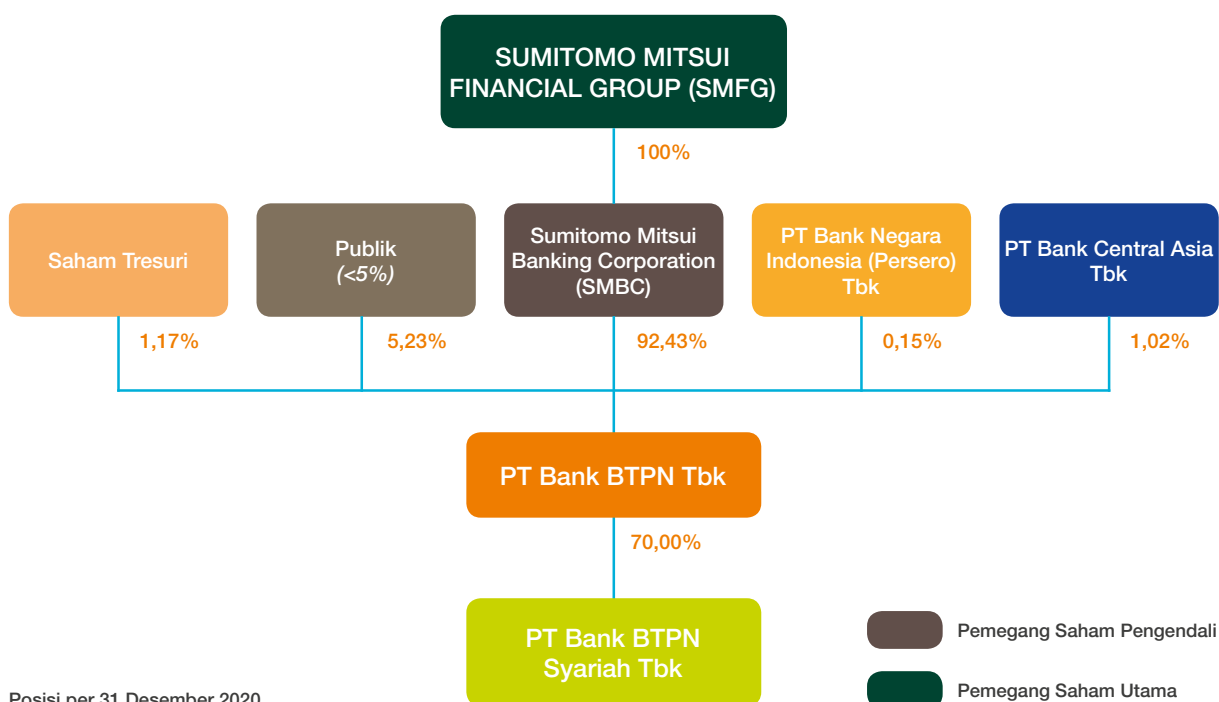 SUMITOMO MITSUI
FINANCIAL GROUP (SMFG)
100%
Saham Tresuri
Publik
(<5%)
Sumitomo Mitsui
Banking Corporation
(SMBC)
PT Bank Negara
Indonesia (Persero)
Tbk
PT Bank Central Asia
Tbk
1,17%
5,23%
92,43%
0,15%
1,02%
PT Bank BTPN Tbk
70,00%
PT Bank BTPN
Syariah Tbk
Pemegang Saham Pengendali
Pemegang Saham Utama
Posisi per 31 Desember 2020